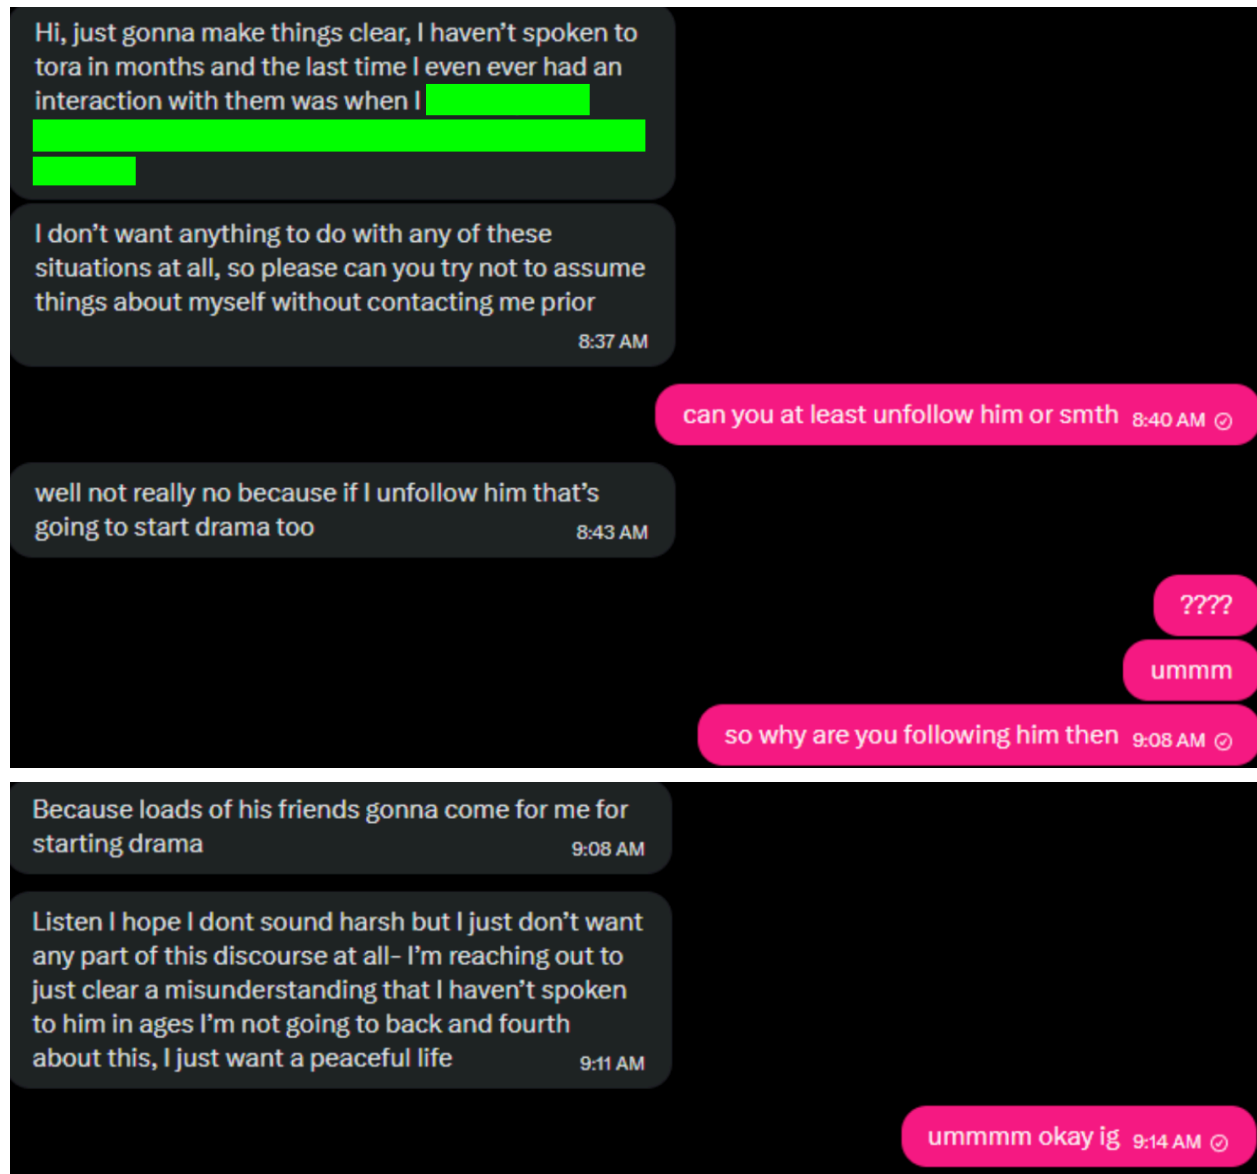 Hi, just gonna make things clear, I haven’t spoken to
tora in months and the last time I even ever had an
interaction with them was when I
I don’t want anything to do with any of these
situations at all, so please can you try not to assume
things about myself without contacting me prior
8:37 AM
can you at least unfollow him or smth 8:40 AM
well not really no because if I unfollow him that’s
going to start drama too 8:43 AM
????
ummm
so why are you following him then 9:08 AM
Because loads of his friends gonna come for me for
starting drama 9:08 AM
Listen I hope I dont sound harsh but I just don’t want
any part of this discourse at all- I’m reaching out to
just clear a misunderstanding that I haven’t spoken
to him in ages I’m not going to back and fourth
about this, I just want a peaceful life 9:11 AM
ummmm okay ig 9:14 AM